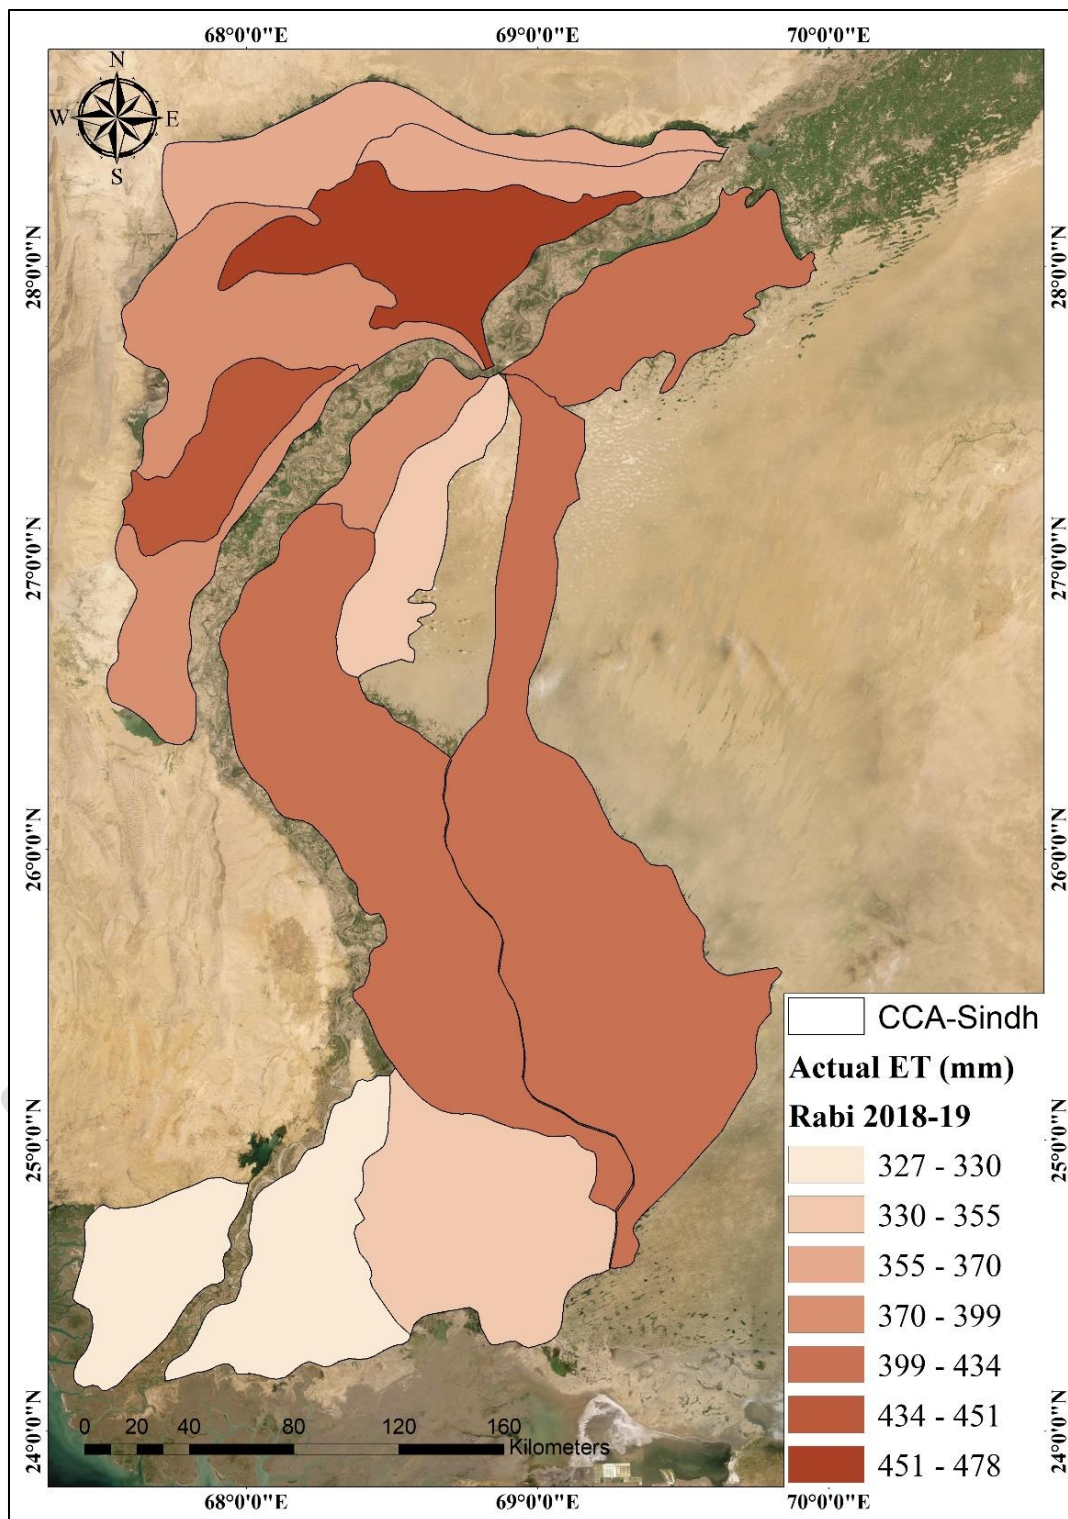 68°0'0"E 69°0'0"E 70°0'0"E
N
W E
S
28°0'0"N 28°0'0"N
27°0'0"N 27°0'0"N
26°0'0"N 26°0'0"N
25°0'0"N 25°0'0"N
24°0'0"N 24°0'0"N
CCA-Sindh
Actual ET (mm)
Rabi 2018-19
327 - 330
330 - 355
355 - 370
370 - 399
399 - 434
434 - 451
451 - 478
0 20 40 80 120 160
Kilometers
68°0'0"E 69°0'0"E 70°0'0"E